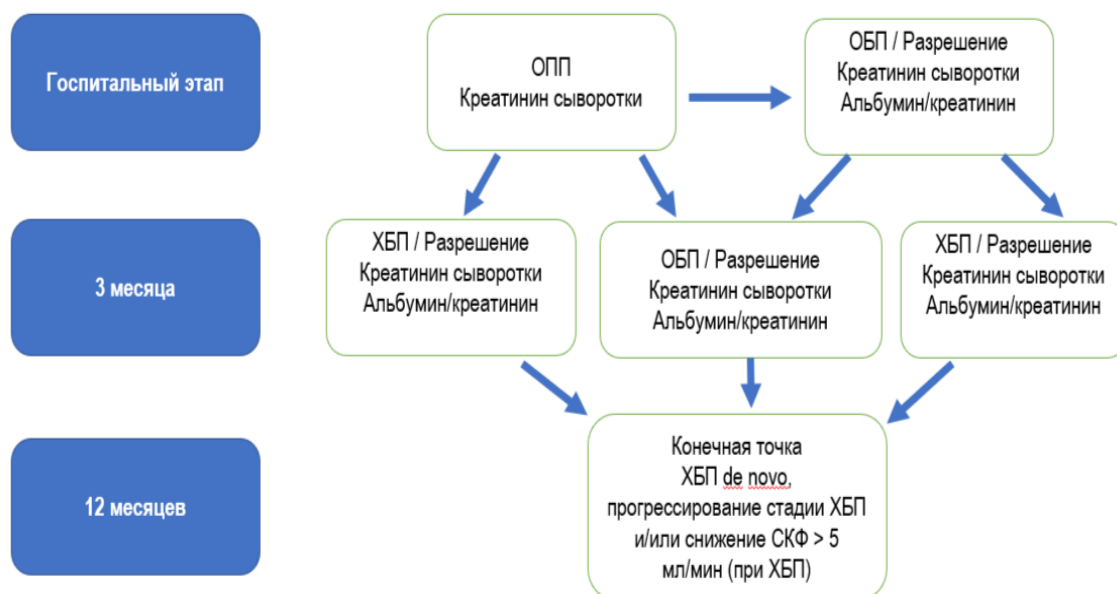 Госпитальный этап
ОПП
Креатинин сыворотки
ОБП / Разрешение
Креатинин сыворотки
Альбумин/креатинин
3 месяца
ХБП / Разрешение
Креатинин сыворотки
Альбумин/креатинин
ОБП / Разрешение
Креатинин сыворотки
Альбумин/креатинин
ХБП / Разрешение
Креатинин сыворотки
Альбумин/креатинин
12 месяцев
Конечная точка
ХБП de novo,
прогрессирование стадии ХБП
и/или снижение СКФ > 5
мл/мин (при ХБП)